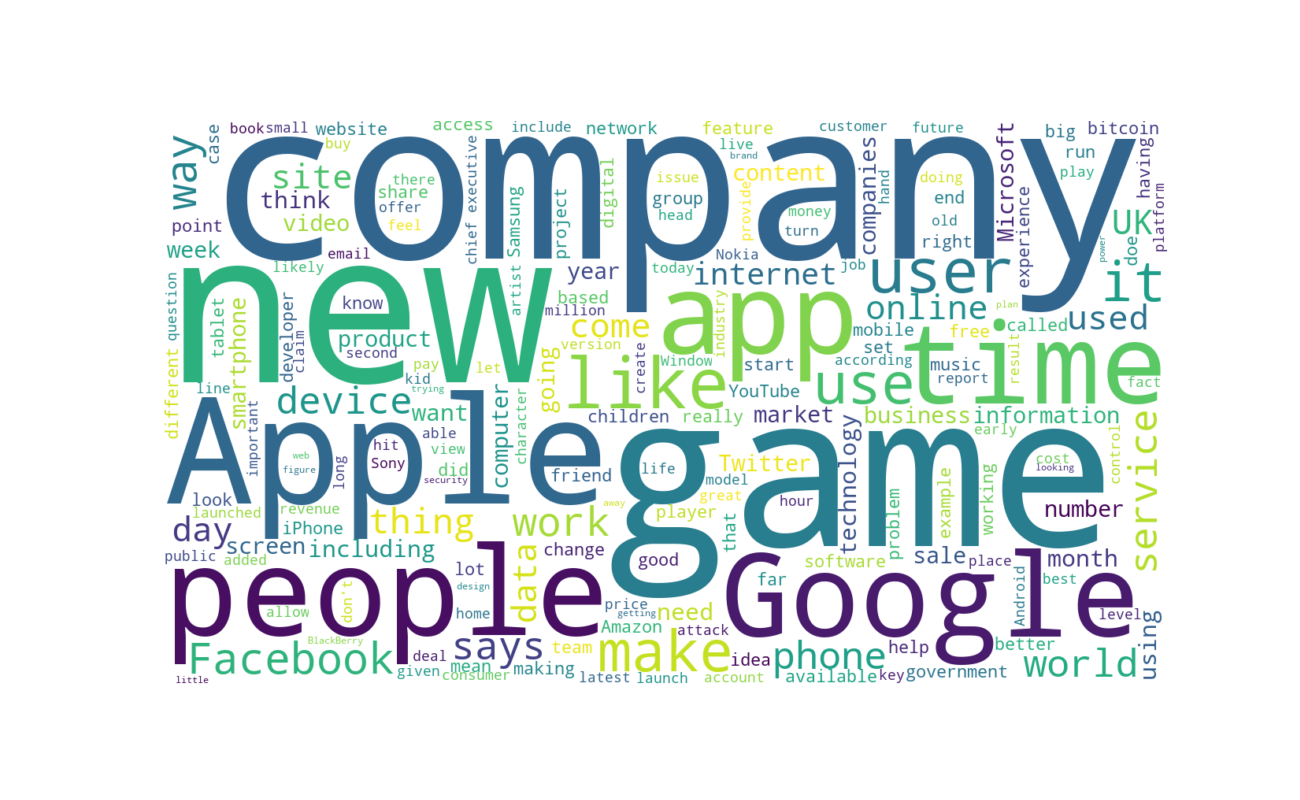 company
new
Apple
game
people
Google
time
app
like
user
use
it
way
site
think
video
week
point
case
book
small
website
buy
there
share
offer
feel
access
include
network
feature
customer
future
big
bitcoin
run
play
having
platform
live
brand
issue
content
provide
money
group
head
turn
companies
hand
doing
end
old
right
Microsoft
experience
UK
doe
power
chief executive
Samsung
project
digital
artist
email
likely
question
tablet
different
smartphone
line
developer
claim
know
second
product
pay
kid
let
trying
year
based
million
come
version
going
create
Nokia
today
internet
job
industry
Window
start
YouTube
online
mobile
set
according
free
music
report
called
used
plan
result
fact
device
want
computer
character
children
really
market
business
information
early
service
control
cost
looking
important
long
hit
Sony
able
view
did
security
web
figure
friend
life
model
Twitter
great
hour
technology
problem
example
working
number
look
launched
revenue
iPhone
day
thing
work
away
player
that
public
added
screen
including
change
good
software
sale
place
month
lot
design
data
far
Android
best
level
allow
don't
home
price
getting
need
Amazon
attack
BlackBerry
Facebook
says
team
make
idea
phone
help
better
world
using
little
deal
given
mean
consumer
making
latest
launch
account
available
key
government